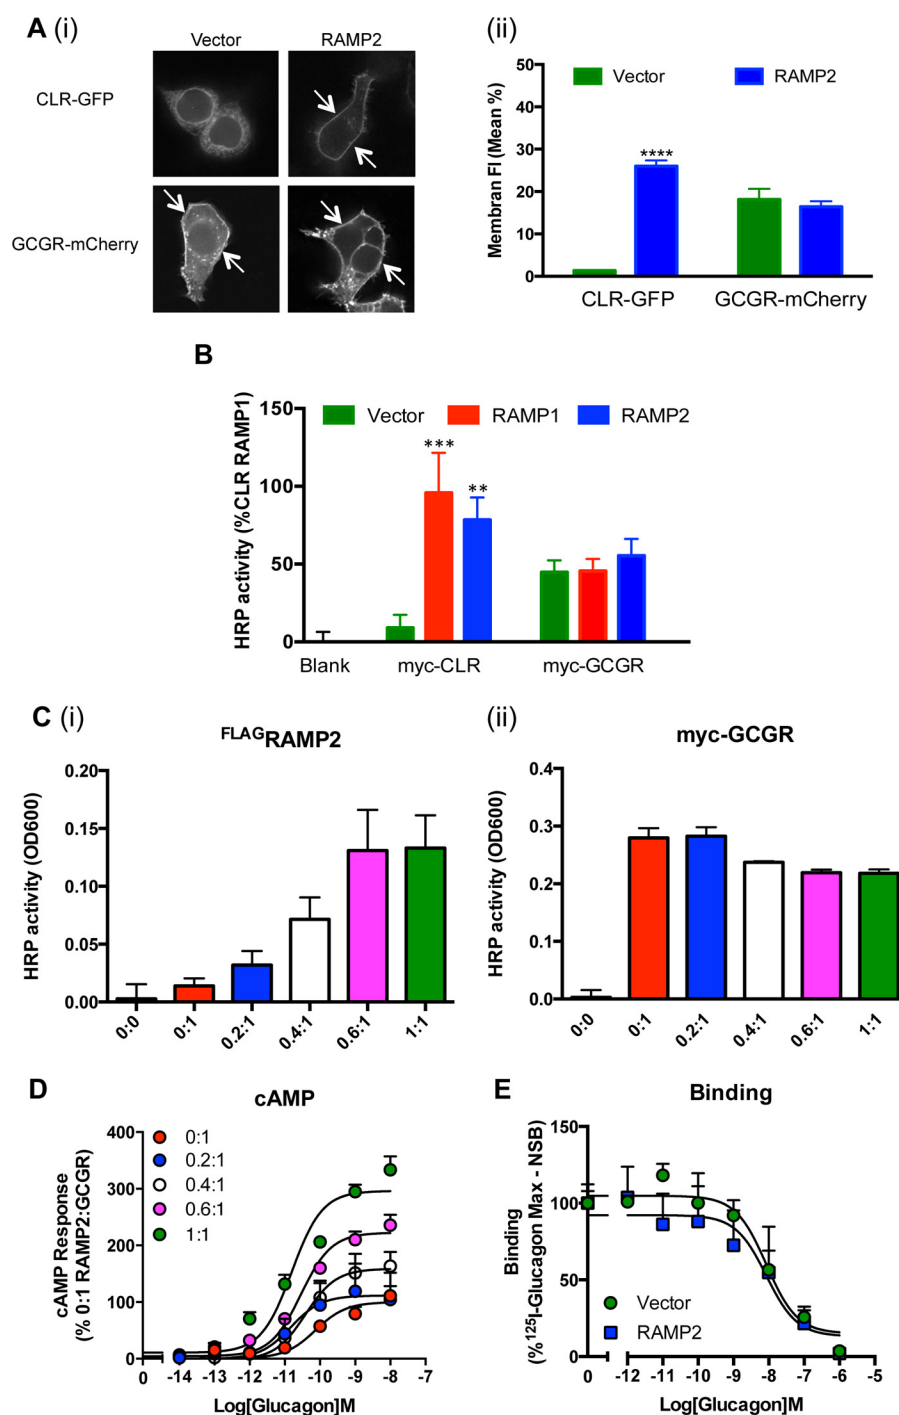 A (i)
Vector RAMP2
CLR-GFP
GCGR-mCherry
(ii)
Membran FI (Mean %)
50
40
30
20
10
0
Vector RAMP2
****
CLR-GFP GCGR-mCherry
B
HRP activity (%CLR RAMP1)
150
100
50
0
Vector RAMP1 RAMP2
***
**
Blank myc-CLR myc-GCGR
C (i)
FLAGRAMP2
HRP activity (OD600)
0.20
0.15
0.10
0.05
0.00
0:0 0:1 0.2:1 0.4:1 0.6:1 1:1
(ii)
myc-GCGR
HRP activity (OD600)
0.4
0.3
0.2
0.1
0.0
0:0 0:1 0.2:1 0.4:1 0.6:1 1:1
D
cAMP
cAMP Response
(% 0:1 RAMP2:GCGR)
400
300
200
100
0
0:1
0.2:1
0.4:1
0.6:1
1:1
0 -14 -13 -12 -11 -10 -9 -8 -7
Log[Glucagon]M
E
Binding
Binding
(%125I-Glucagon Max - NSB)
150
100
50
0
Vector
RAMP2
0 -12 -11 -10 -9 -8 -7 -6 -5
Log[Glucagon]M